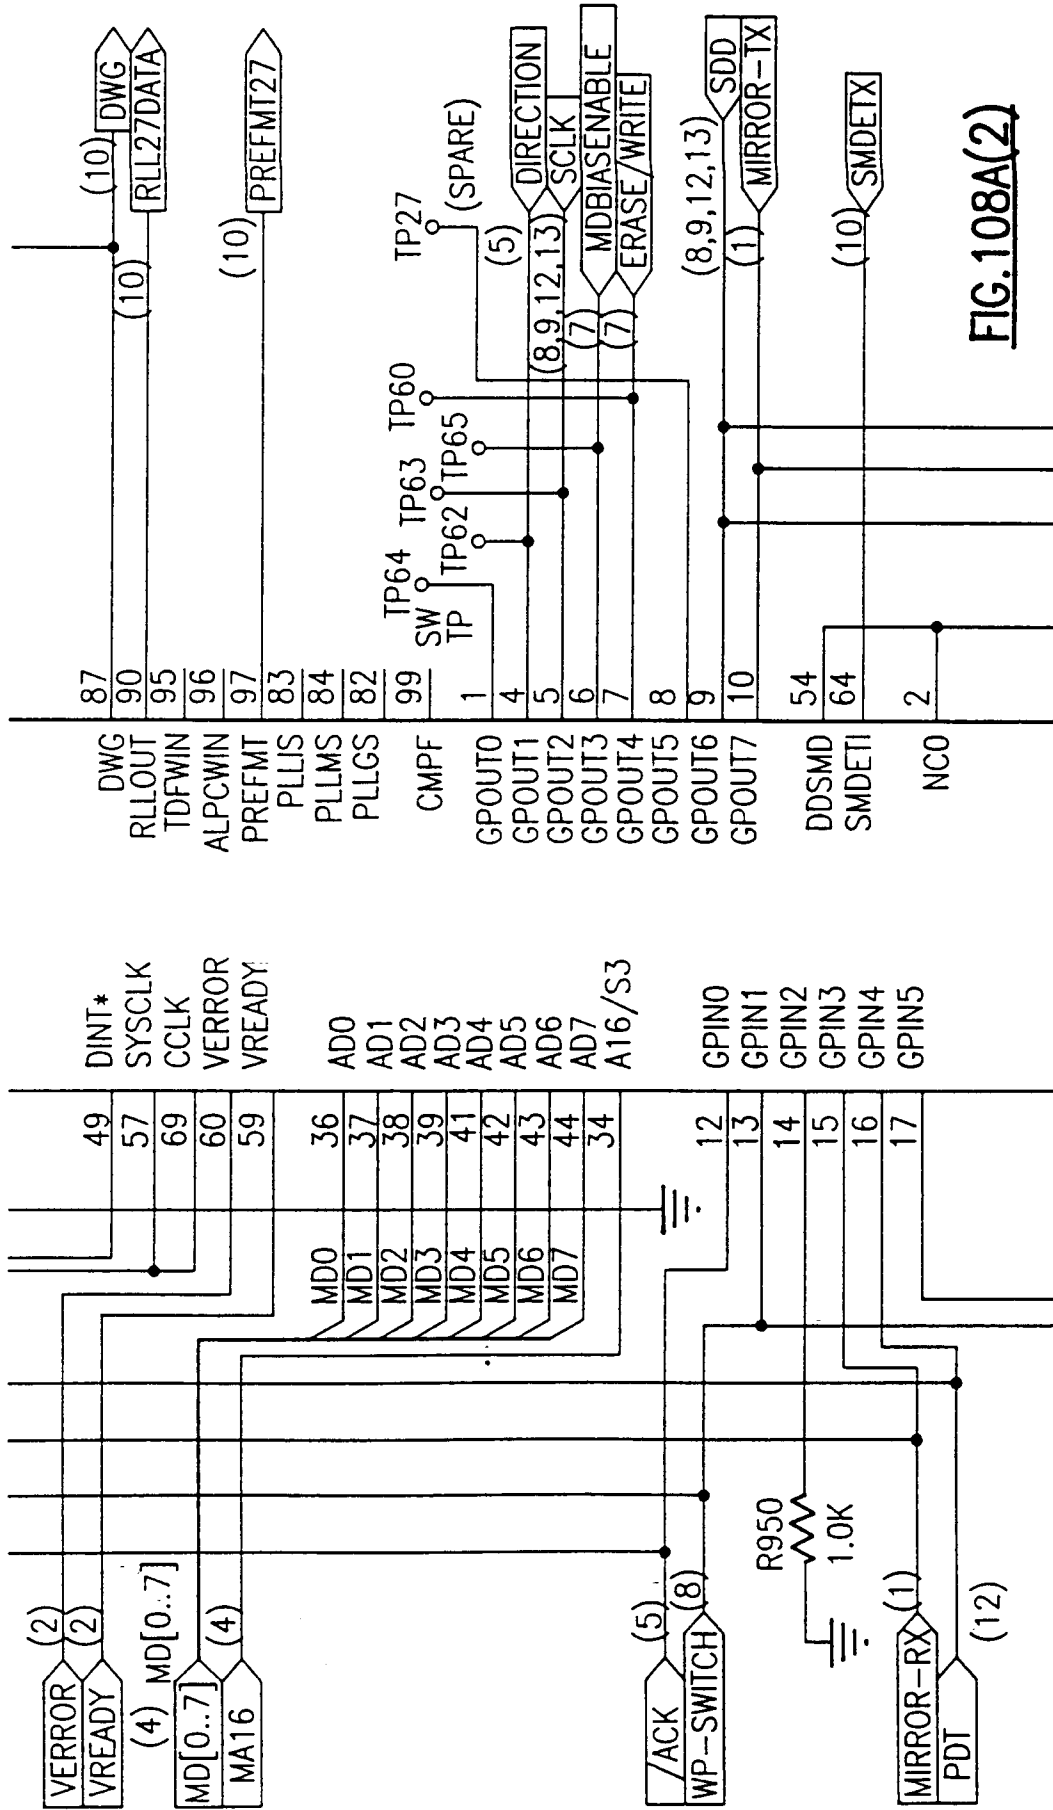 VERROR
(2)
VREADY
(2)
(4)
MD[0..7]
MD[0..7]
MA16
(4)
/ACK
(5)
WP-SWITCH
(8)
R950
1.0K
MIRROR-RX
(1)
PDT
(12)
MD0
MD1
MD2
MD3
MD4
MD5
MD6
MD7
49 DINT*
57 SYSCLK
69 CCLK
60 VERROR
59 VREADY
36 AD0
37 AD1
38 AD2
39 AD3
41 AD4
42 AD5
43 AD6
44 AD7
34 A16/S3
12 GPIN0
13 GPIN1
14 GPIN2
15 GPIN3
16 GPIN4
17 GPIN5
DWG 87
RLLOUT 90
TDFWIN 95
ALPCWIN 96
PREFMT 97
PLLIS 83
PLLMS 84
PLLGS 82
CMPF 99
GPOUT0 1
GPOUT1 4
GPOUT2 5
GPOUT3 6
GPOUT4 7
GPOUT5 8
GPOUT6 9
GPOUT7 10
DDSMD 54
SMDETI 64
NC0 2
SW
TP
TP64
TP62
TP63
TP65
TP60
TP27
(SPARE)
(10) DWG
(10) RLL27DATA
(10) PREFMT27
(5) DIRECTION
(8,9,12,13) SCLK
(7) MDBIASENABLE
(7) ERASE/WRITE
(8,9,12,13) SDD
(1) MIRROR-TX
(10) SMDETX
FIG.108A(2)